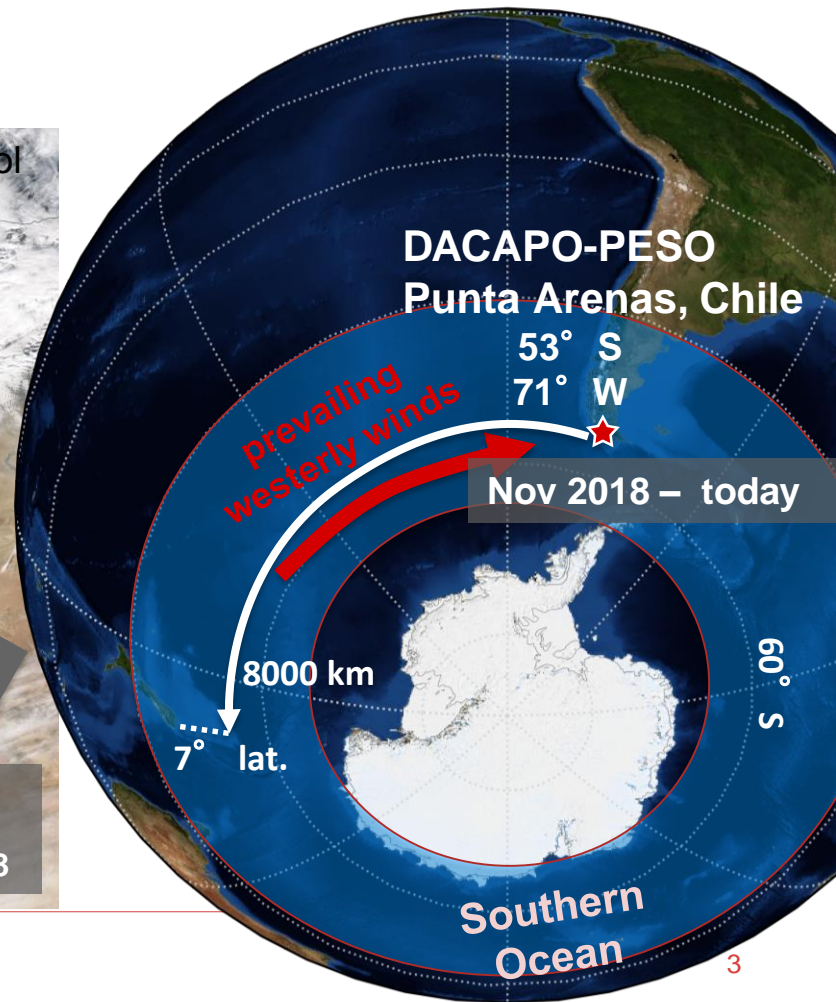 DACAPO-PESO
Punta Arenas, Chile
53° S
71° W
prevailing
westerly winds
Nov 2018 – today
8000 km
7° lat.
60° S
Southern
Ocean
3